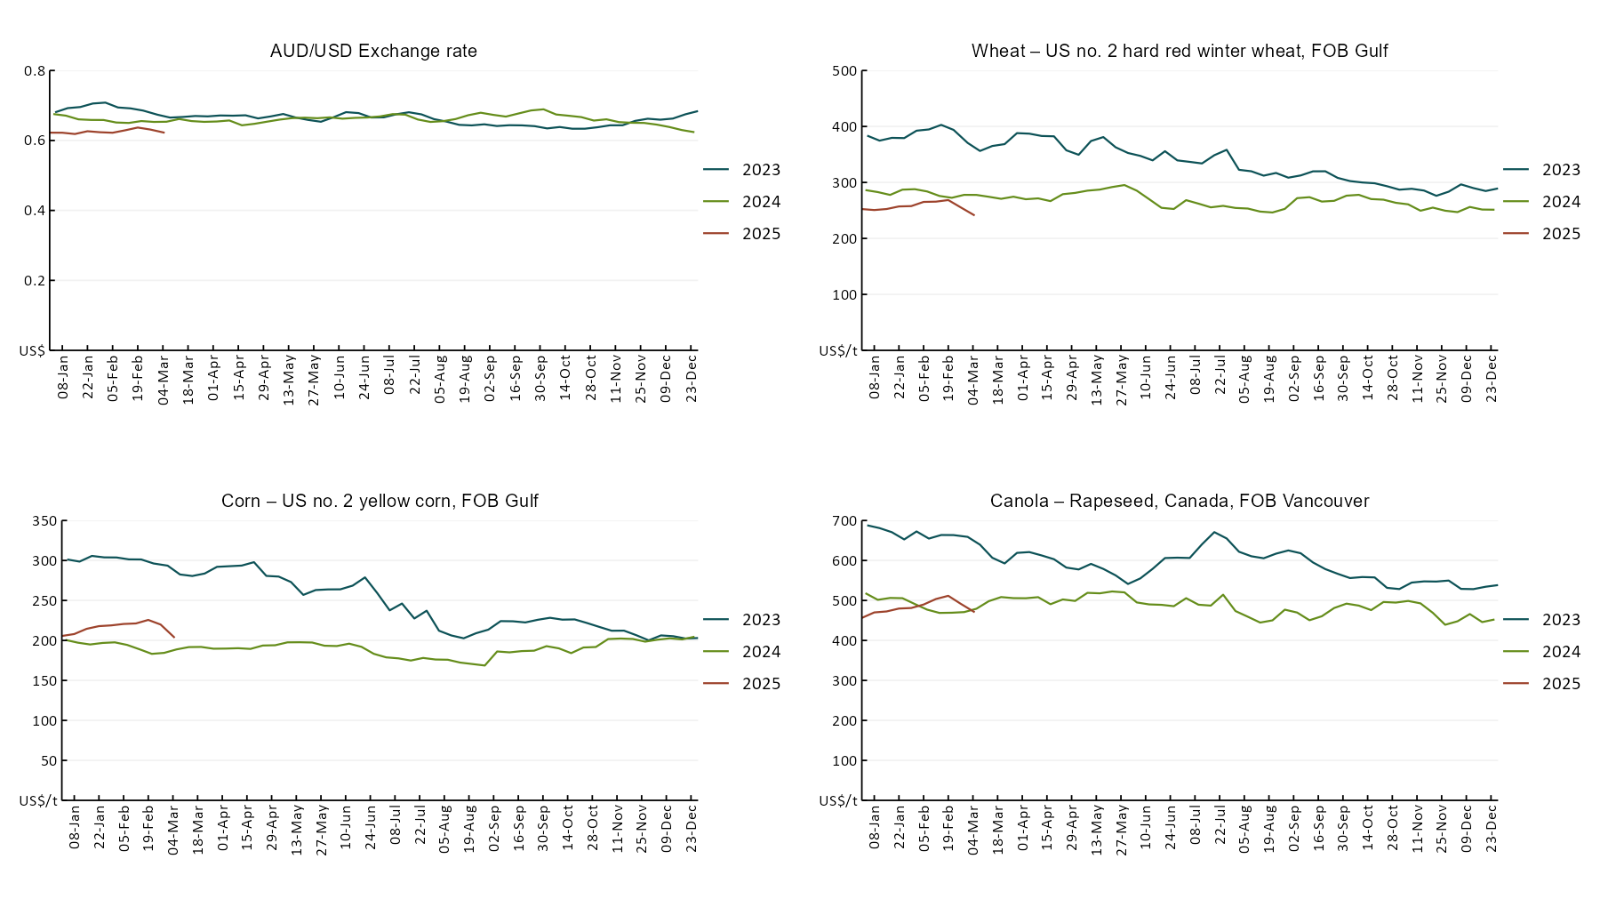 AUD/USD Exchange rate
0.8
0.6
0.4
0.2
US$
08-Jan
22-Jan
05-Feb
19-Feb
04-Mar
18-Mar
01-Apr
15-Apr
29-Apr
13-May
27-May
10-Jun
24-Jun
08-Jul
22-Jul
05-Aug
19-Aug
02-Sep
16-Sep
30-Sep
14-Oct
28-Oct
11-Nov
25-Nov
09-Dec
23-Dec
2023
2024
2025
Wheat – US no. 2 hard red winter wheat, FOB Gulf
500
400
300
200
100
US$/t
08-Jan
22-Jan
05-Feb
19-Feb
04-Mar
18-Mar
01-Apr
15-Apr
29-Apr
13-May
27-May
10-Jun
24-Jun
08-Jul
22-Jul
05-Aug
19-Aug
02-Sep
16-Sep
30-Sep
14-Oct
28-Oct
11-Nov
25-Nov
09-Dec
23-Dec
2023
2024
2025
Corn – US no. 2 yellow corn, FOB Gulf
350
300
250
200
150
100
50
US$/t
08-Jan
22-Jan
05-Feb
19-Feb
04-Mar
18-Mar
01-Apr
15-Apr
29-Apr
13-May
27-May
10-Jun
24-Jun
08-Jul
22-Jul
05-Aug
19-Aug
02-Sep
16-Sep
30-Sep
14-Oct
28-Oct
11-Nov
25-Nov
09-Dec
23-Dec
2023
2024
2025
Canola – Rapeseed, Canada, FOB Vancouver
700
600
500
400
300
200
100
US$/t
08-Jan
22-Jan
05-Feb
19-Feb
04-Mar
18-Mar
01-Apr
15-Apr
29-Apr
13-May
27-May
10-Jun
24-Jun
08-Jul
22-Jul
05-Aug
19-Aug
02-Sep
16-Sep
30-Sep
14-Oct
28-Oct
11-Nov
25-Nov
09-Dec
23-Dec
2023
2024
2025